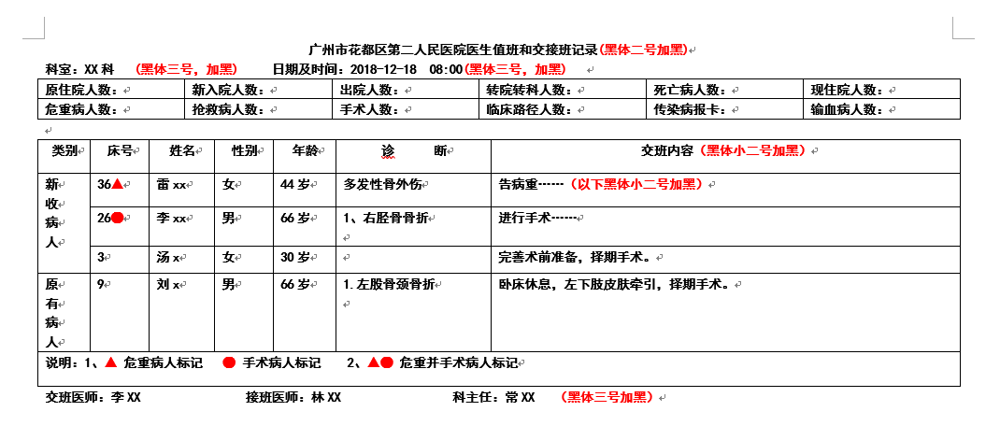 广州市花都区第二人民医院医生值班和交接班记录(黑体二号加黑)
科室：XX 科 (黑体三号，加黑) 日期及时间：2018-12-18 08:00(黑体三号，加黑)
原住院人数： 新入院人数： 出院人数： 转院转科人数： 死亡病人数： 现住院人数：
危重病人数： 抢救病人数： 手术人数： 临床路径人数： 传染病报卡： 输血病人数：
类别 床号 姓名 性别 年龄 诊 断 交班内容（黑体小二号加黑）
新收病人 36▲ 雷 xx 女 44 岁 多发性骨外伤 告病重……（以下黑体小二号加黑）
26● 李 xx 男 66 岁 1、右胫骨骨折 进行手术……
3 汤 x 女 30 岁 完善术前准备，择期手术。
原有病人 9 刘 x 男 66 岁 1.左股骨颈骨折 卧床休息，左下肢皮肤牵引，择期手术。
说明：1、▲ 危重病人标记 ● 手术病人标记 2、▲● 危重并手术病人标记
交班医师：李 XX 接班医师：林 XX 科主任：常 XX （黑体三号加黑）